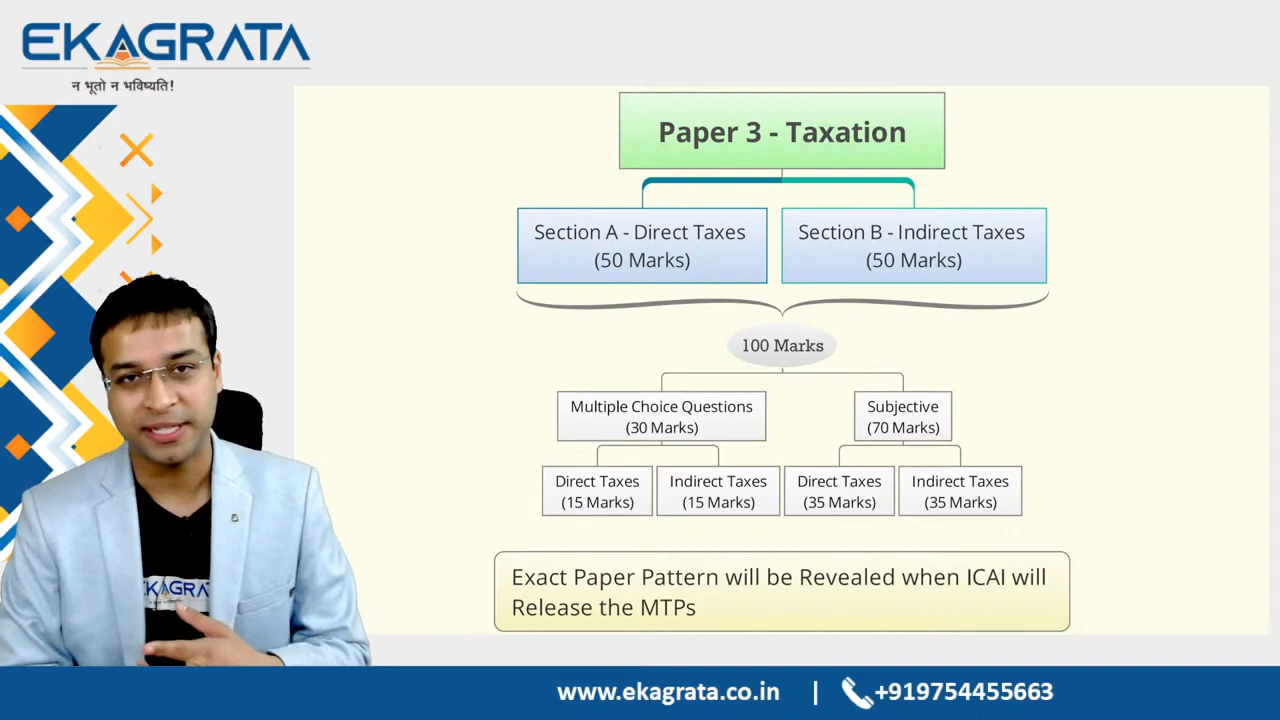 EKAGRATA
न भूतो न भविष्यति!
Paper 3 - Taxation
Section A - Direct Taxes
(50 Marks)
Section B - Indirect Taxes
(50 Marks)
100 Marks
Multiple Choice Questions
(30 Marks)
Subjective
(70 Marks)
Direct Taxes
(15 Marks)
Indirect Taxes
(15 Marks)
Direct Taxes
(35 Marks)
Indirect Taxes
(35 Marks)
Exact Paper Pattern will be Revealed when ICAI will
Release the MTPs
EKAGRA
www.ekagrata.co.in | +919754455663